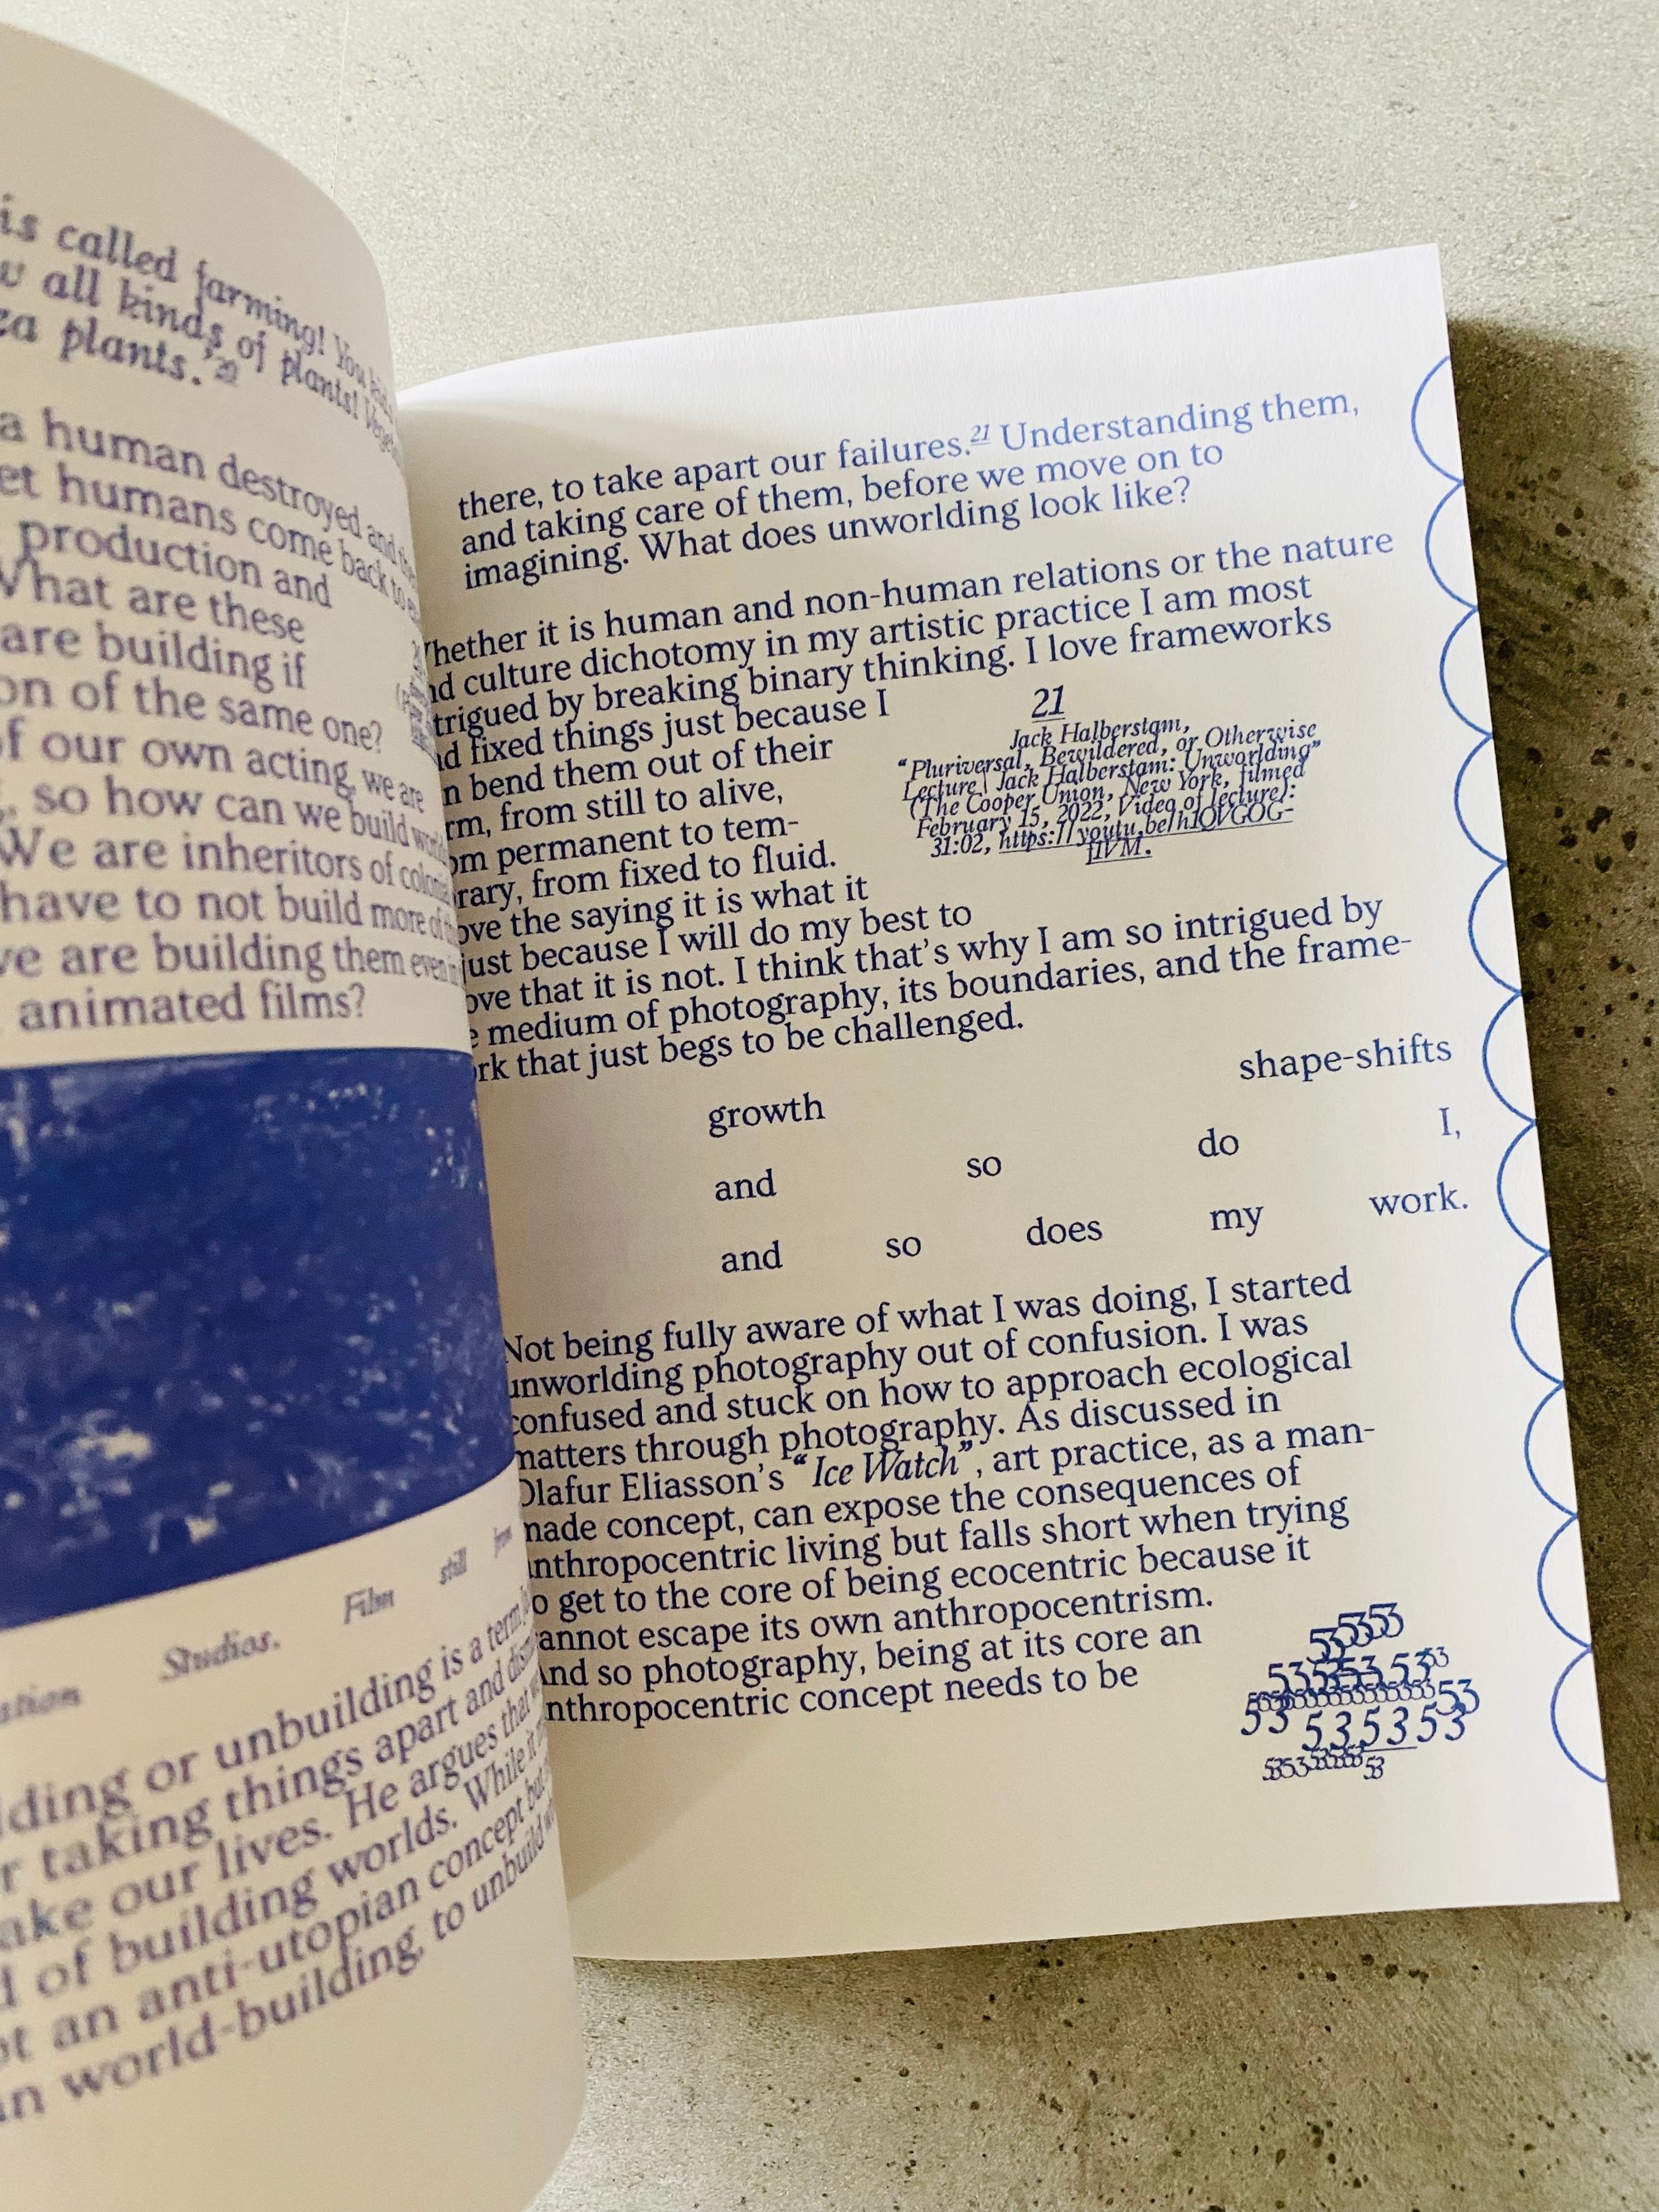 is called farming! You
all kinds of plants!
plants.'20
a human destroyed and
humans come back to
production and
What are these
are building if
of the same one?
of our own acting, we are
so how can we build
We are inheritors of
have to not build more of
we are building them even
animated films?
Film still
Studios.
or unbuilding is a term
taking things apart and
our lives. He argues that
of building worlds. While it
an anti-utopian concept but
in world-building, to unbuild
there, to take apart our failures.21 Understanding them,
and taking care of them, before we move on to
imagining. What does unworlding look like?
hether it is human and non-human relations or the nature
nd culture dichotomy in my artistic practice I am most
trigued by breaking binary thinking. I love frameworks
nd fixed things just because I
n bend them out of their
rm, from still to alive,
om permanent to tem-
rary, from fixed to fluid.
ove the saying it is what it
just because I will do my best to
ove that it is not. I think that's why I am so intrigued by
e medium of photography, its boundaries, and the frame-
rk that just begs to be challenged.
21
Jack Halberstam,
“Pluriversal, Bewildered, or Otherwise
Lecture | Jack Halberstam: Unworlding”
(The Cooper Union, New York, filmed
February 15, 2022, Video of lecture):
31:02, https://youtu.be/h1QVGOG-
growth shape-shifts
and so do I,
and so does my work.
Not being fully aware of what I was doing, I started
unworlding photography out of confusion. I was
confused and stuck on how to approach ecological
matters through photography. As discussed in
Olafur Eliasson's “Ice Watch”, art practice, as a man-
made concept, can expose the consequences of
anthropocentric living but falls short when trying
o get to the core of being ecocentric because it
annot escape its own anthropocentrism.
And so photography, being at its core an
nthropocentric concept needs to be
535353
53 535353